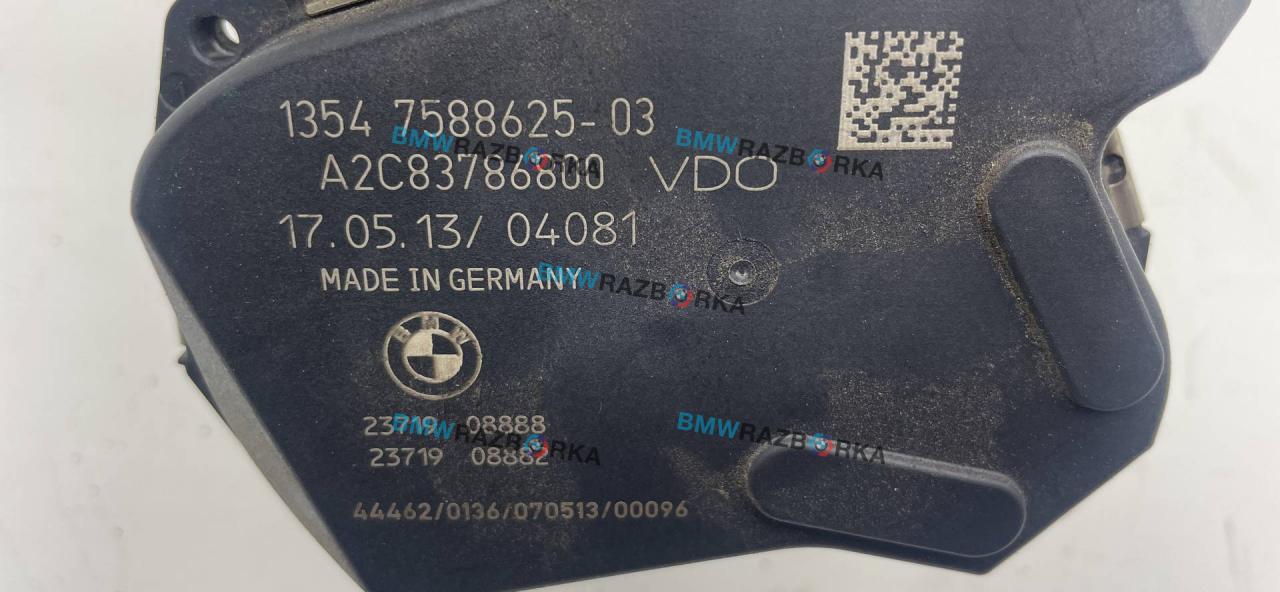 1354 7588625-03
BMWRAZBORKA
BMWRAZBORKA
A2C83786800 VDO
17.05.13/ 04081
MADE IN GERMANY
BMWRAZBORKA
BMW
23719 08888
BMWRAZBORKA
BMWRAZBORKA
23719 08882
44462/0136/070513/00096